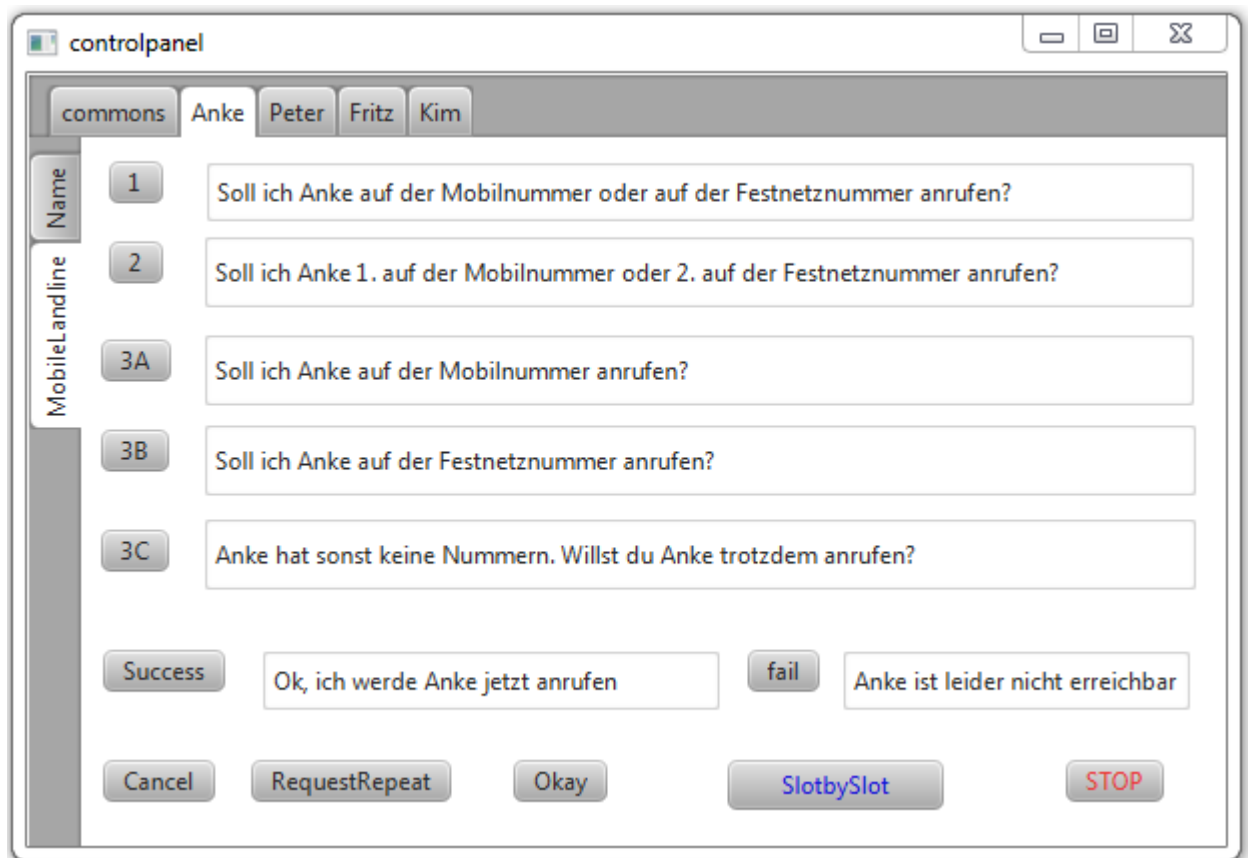 controlpanel
commons Anke Peter Fritz Kim
Name
MobileLandline
1 Soll ich Anke auf der Mobilnummer oder auf der Festnetznummer anrufen?
2 Soll ich Anke 1. auf der Mobilnummer oder 2. auf der Festnetznummer anrufen?
3A Soll ich Anke auf der Mobilnummer anrufen?
3B Soll ich Anke auf der Festnetznummer anrufen?
3C Anke hat sonst keine Nummern. Willst du Anke trotzdem anrufen?
Success Ok, ich werde Anke jetzt anrufen fail Anke ist leider nicht erreichbar
Cancel RequestRepeat Okay SlotbySlot STOP